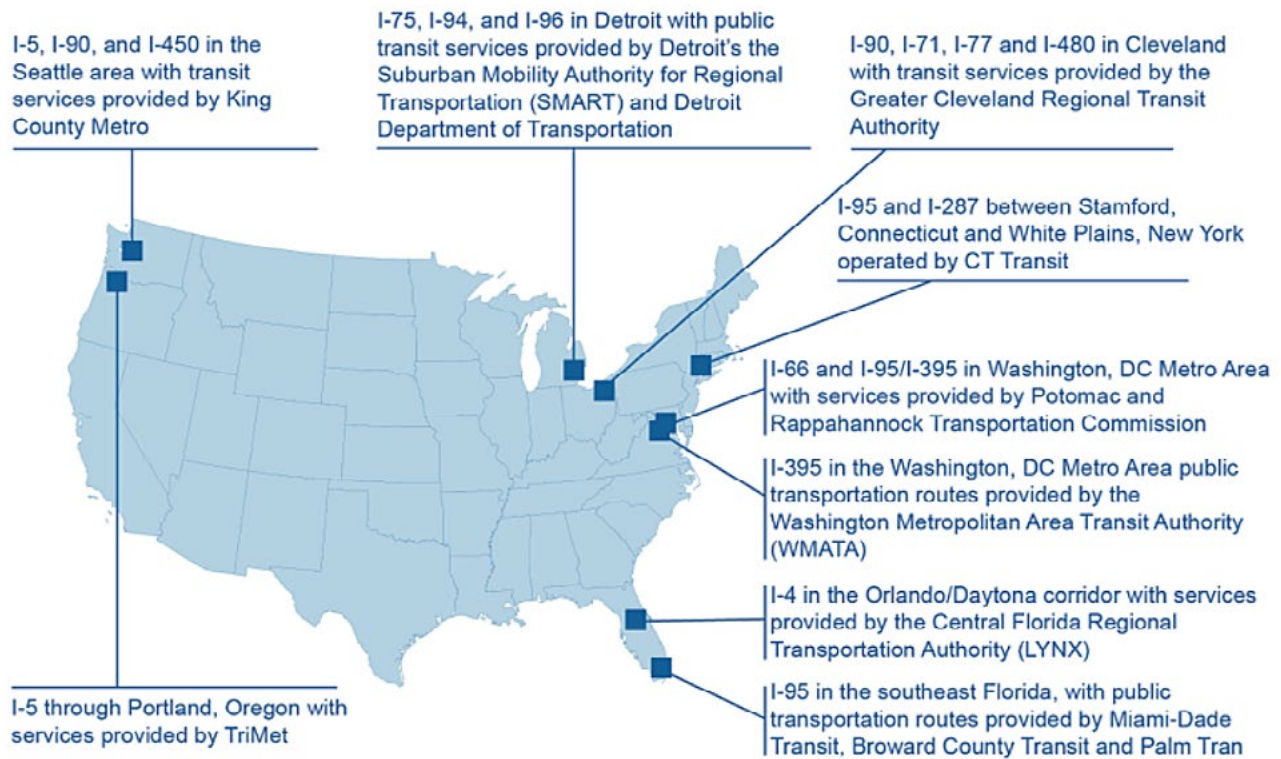 I-5, I-90, and I-450 in the
Seattle area with transit
services provided by King
County Metro
I-75, I-94, and I-96 in Detroit with public
transit services provided by Detroit's the
Suburban Mobility Authority for Regional
Transportation (SMART) and Detroit
Department of Transportation
I-90, I-71, I-77 and I-480 in Cleveland
with transit services provided by the
Greater Cleveland Regional Transit
Authority
I-95 and I-287 between Stamford,
Connecticut and White Plains, New York
operated by CT Transit
I-66 and I-95/I-395 in Washington, DC Metro Area
with services provided by Potomac and
Rappahannock Transportation Commission
I-395 in the Washington, DC Metro Area public
transportation routes provided by the
Washington Metropolitan Area Transit Authority
(WMATA)
I-4 in the Orlando/Daytona corridor with services
provided by the Central Florida Regional
Transportation Authority (LYNX)
I-95 in the southeast Florida, with public
transportation routes provided by Miami-Dade
Transit, Broward County Transit and Palm Tran
I-5 through Portland, Oregon with
services provided by TriMet